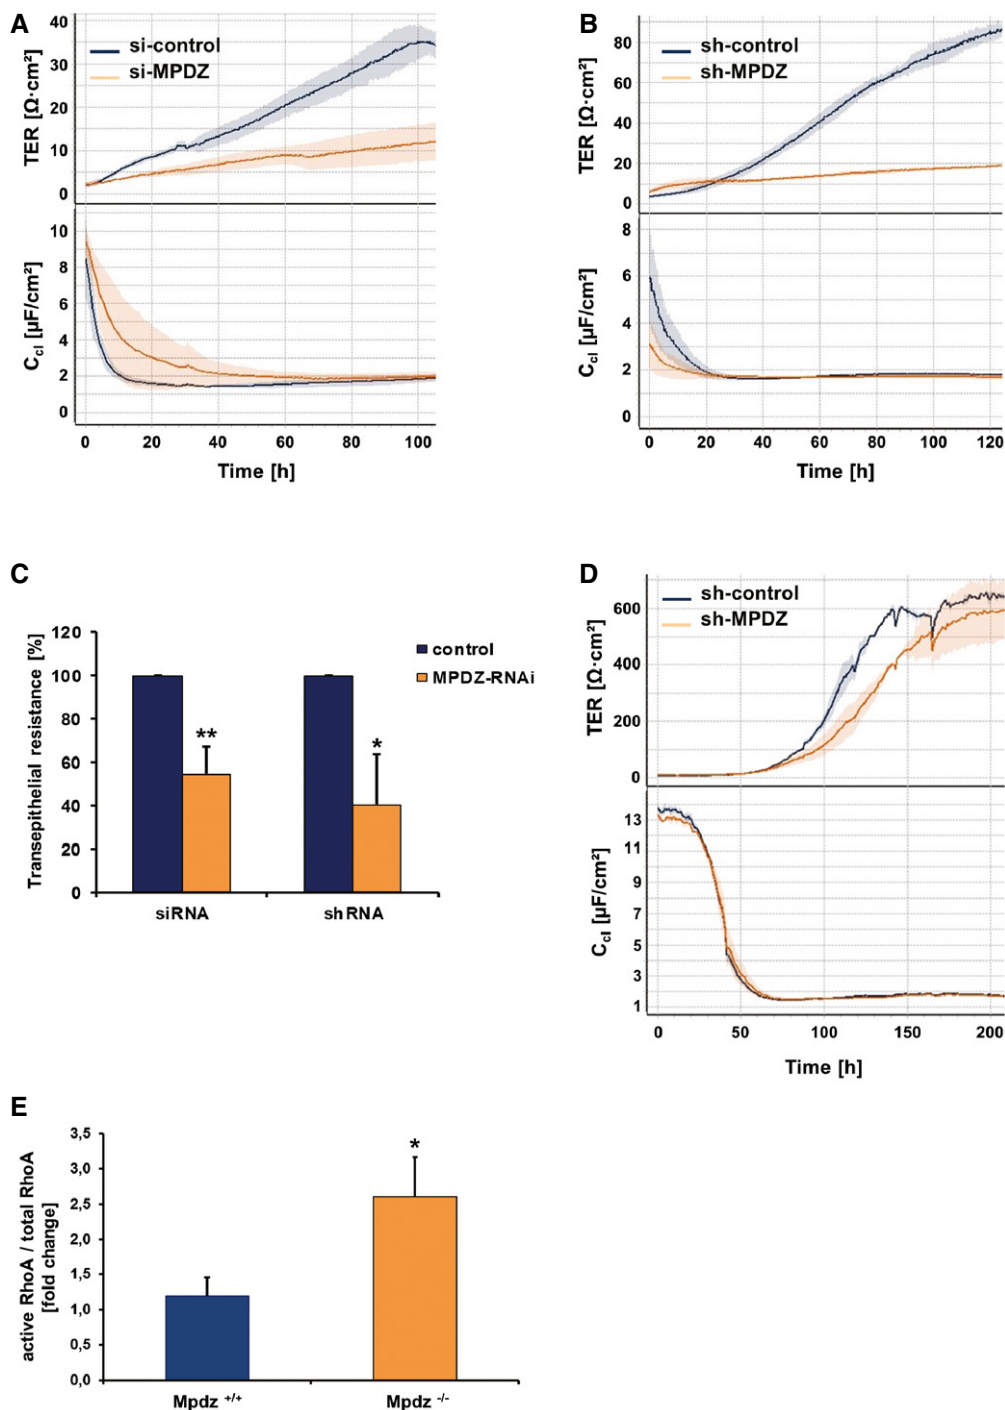 A
si-control
si-MPDZ
TER [Ω·cm²]
40
30
20
10
0
C_cl [µF/cm²]
10
8
6
4
2
0
0 20 40 60 80 100
Time [h]
B
sh-control
sh-MPDZ
TER [Ω·cm²]
80
60
40
20
0
C_cl [µF/cm²]
8
6
4
2
0
0 20 40 60 80 100 120
Time [h]
C
control
MPDZ-RNAi
Transepithelial resistance [%]
120
100
80
60
40
20
0
**
*
siRNA shRNA
D
sh-control
sh-MPDZ
TER [Ω·cm²]
600
400
200
0
C_cl [µF/cm²]
13
11
9
7
5
3
1
0 50 100 150 200
Time [h]
E
active RhoA / total RhoA
[fold change]
3,5
3,0
2,5
2,0
1,5
1,0
0,5
0,0
*
Mpdz +/+ Mpdz -/-